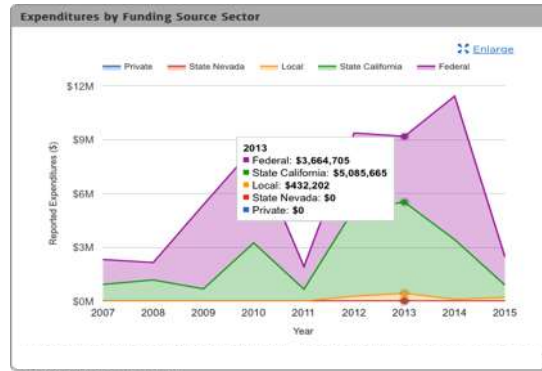 Expenditures by Funding Source Sector
Enlarge
Private State Nevada Local State California Federal
$12M
$9M
$6M
$3M
$0M
Reported Expenditures ($)
2013
Federal: $3,664,705
State California: $5,085,665
Local: $432,202
State Nevada: $0
Private: $0
2007 2008 2009 2010 2011 2012 2013 2014 2015
Year